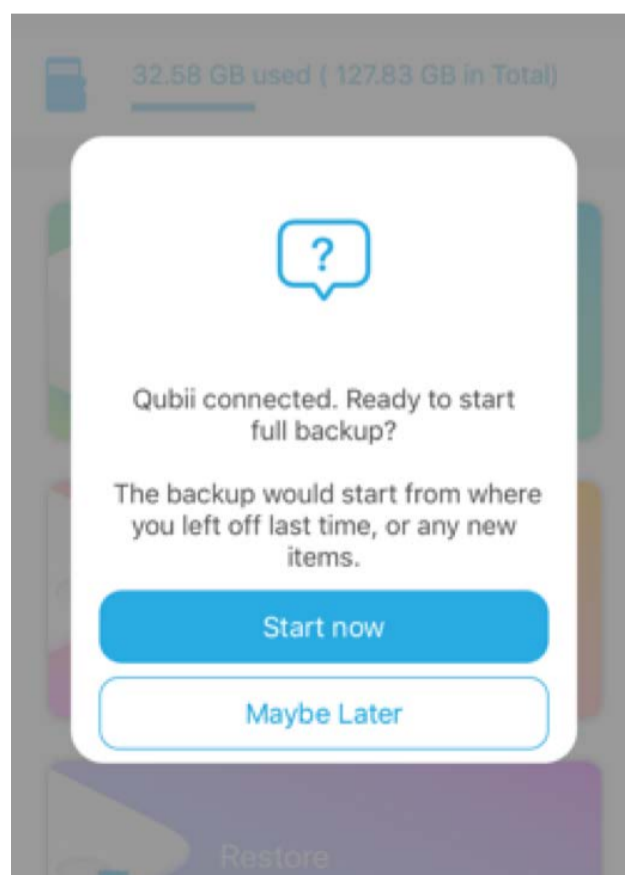 32.58 GB used ( 127.83 GB in Total)
?
Qubii connected. Ready to start
full backup?
The backup would start from where
you left off last time, or any new
items.
Start now
Maybe Later
Restore